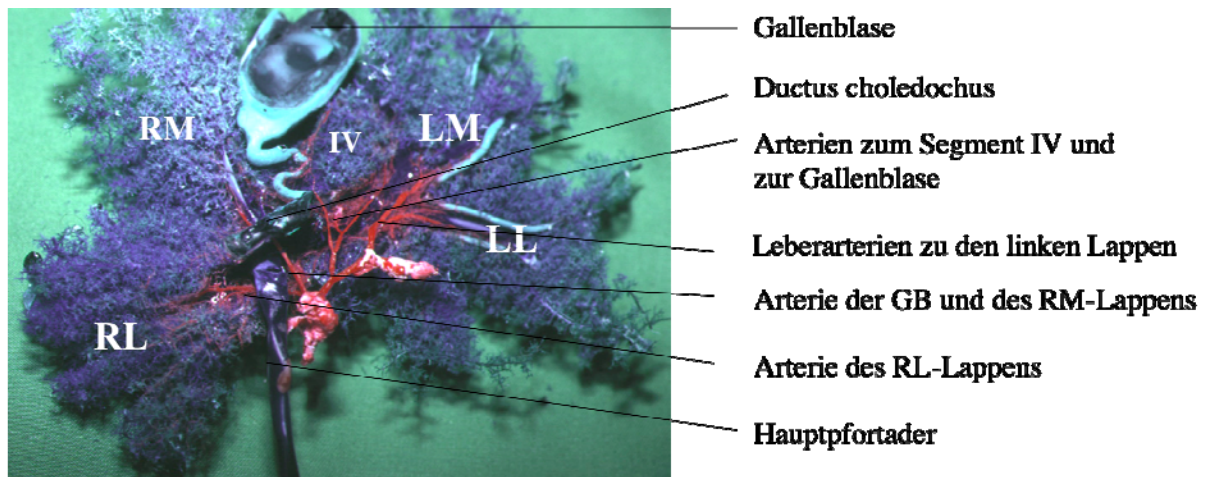 Gallenblase
Ductus choledochus
RM
IV
LM
Arterien zum Segment IV und
zur Gallenblase
LL
Leberarterien zu den linken Lappen
Arterie der GB und des RM-Lappens
RL
Arterie des RL-Lappens
Hauptpfortader